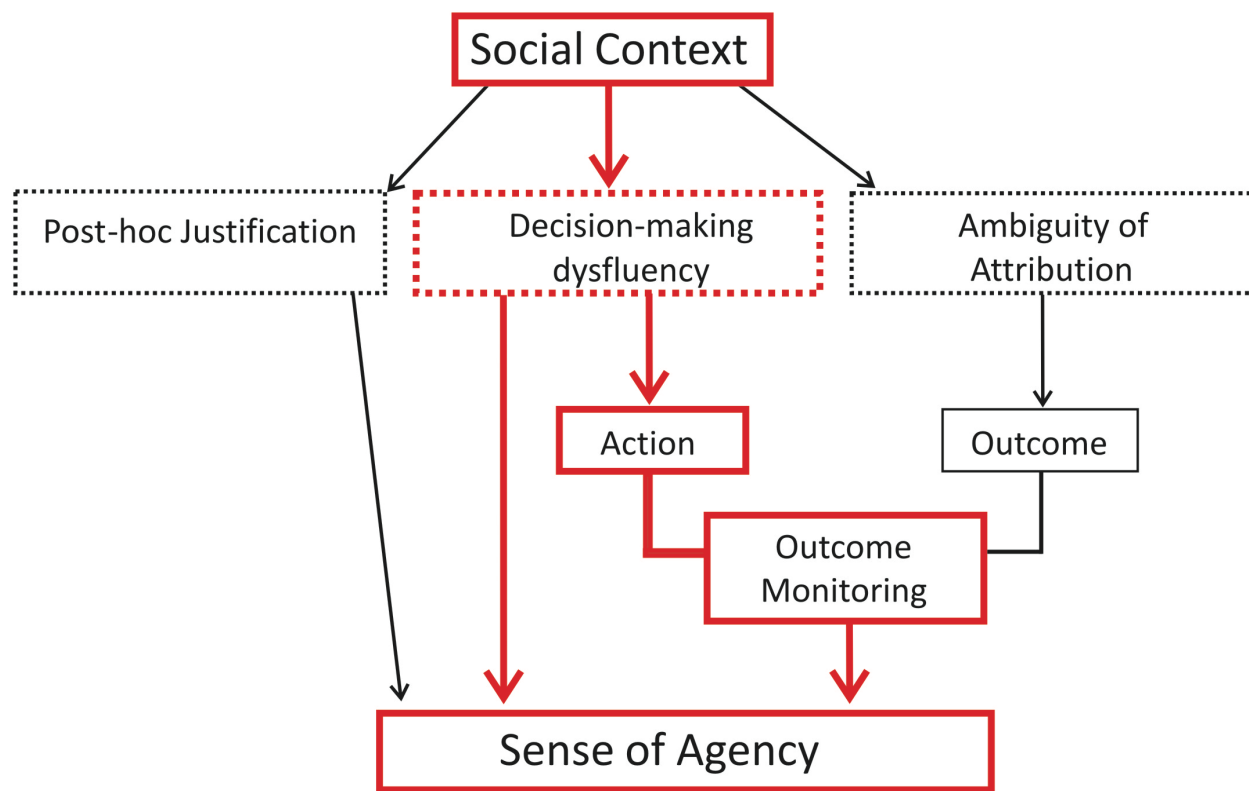 Social Context
Post-hoc Justification
Decision-making
dysfluency
Ambiguity of
Attribution
Action
Outcome
Outcome
Monitoring
Sense of Agency